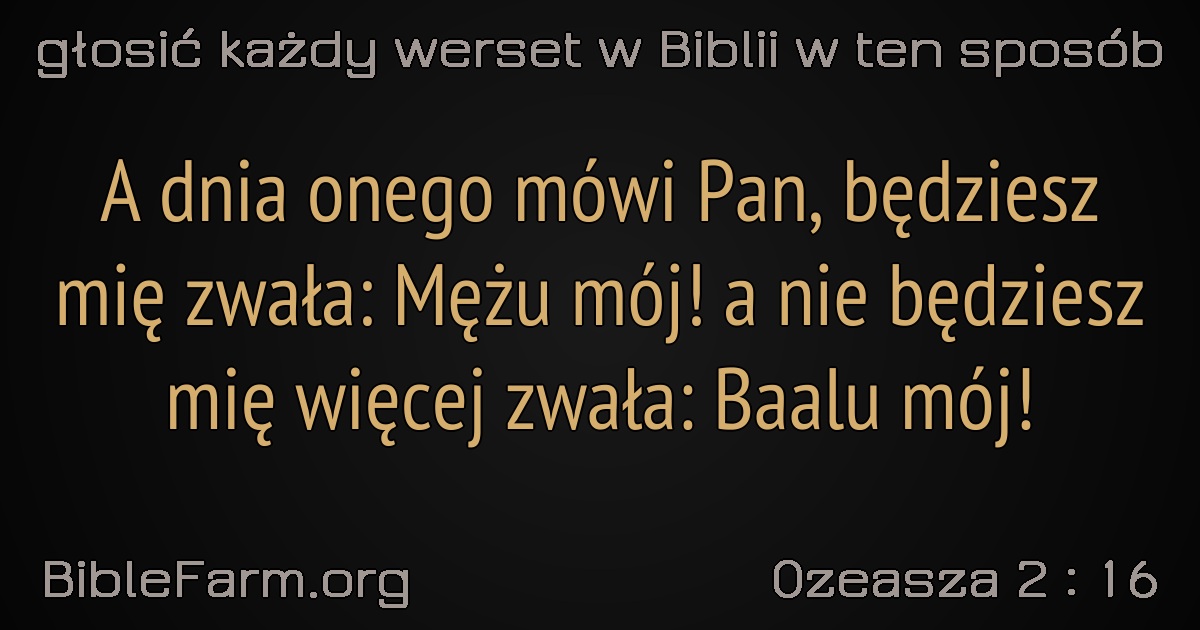 głosić każdy werset w Biblii w ten sposób
A dnia onego mówi Pan, będziesz
mię zwała: Mężu mój! a nie będziesz
mię więcej zwała: Baalu mój!
BibleFarm.org
Ozeasza 2 : 16